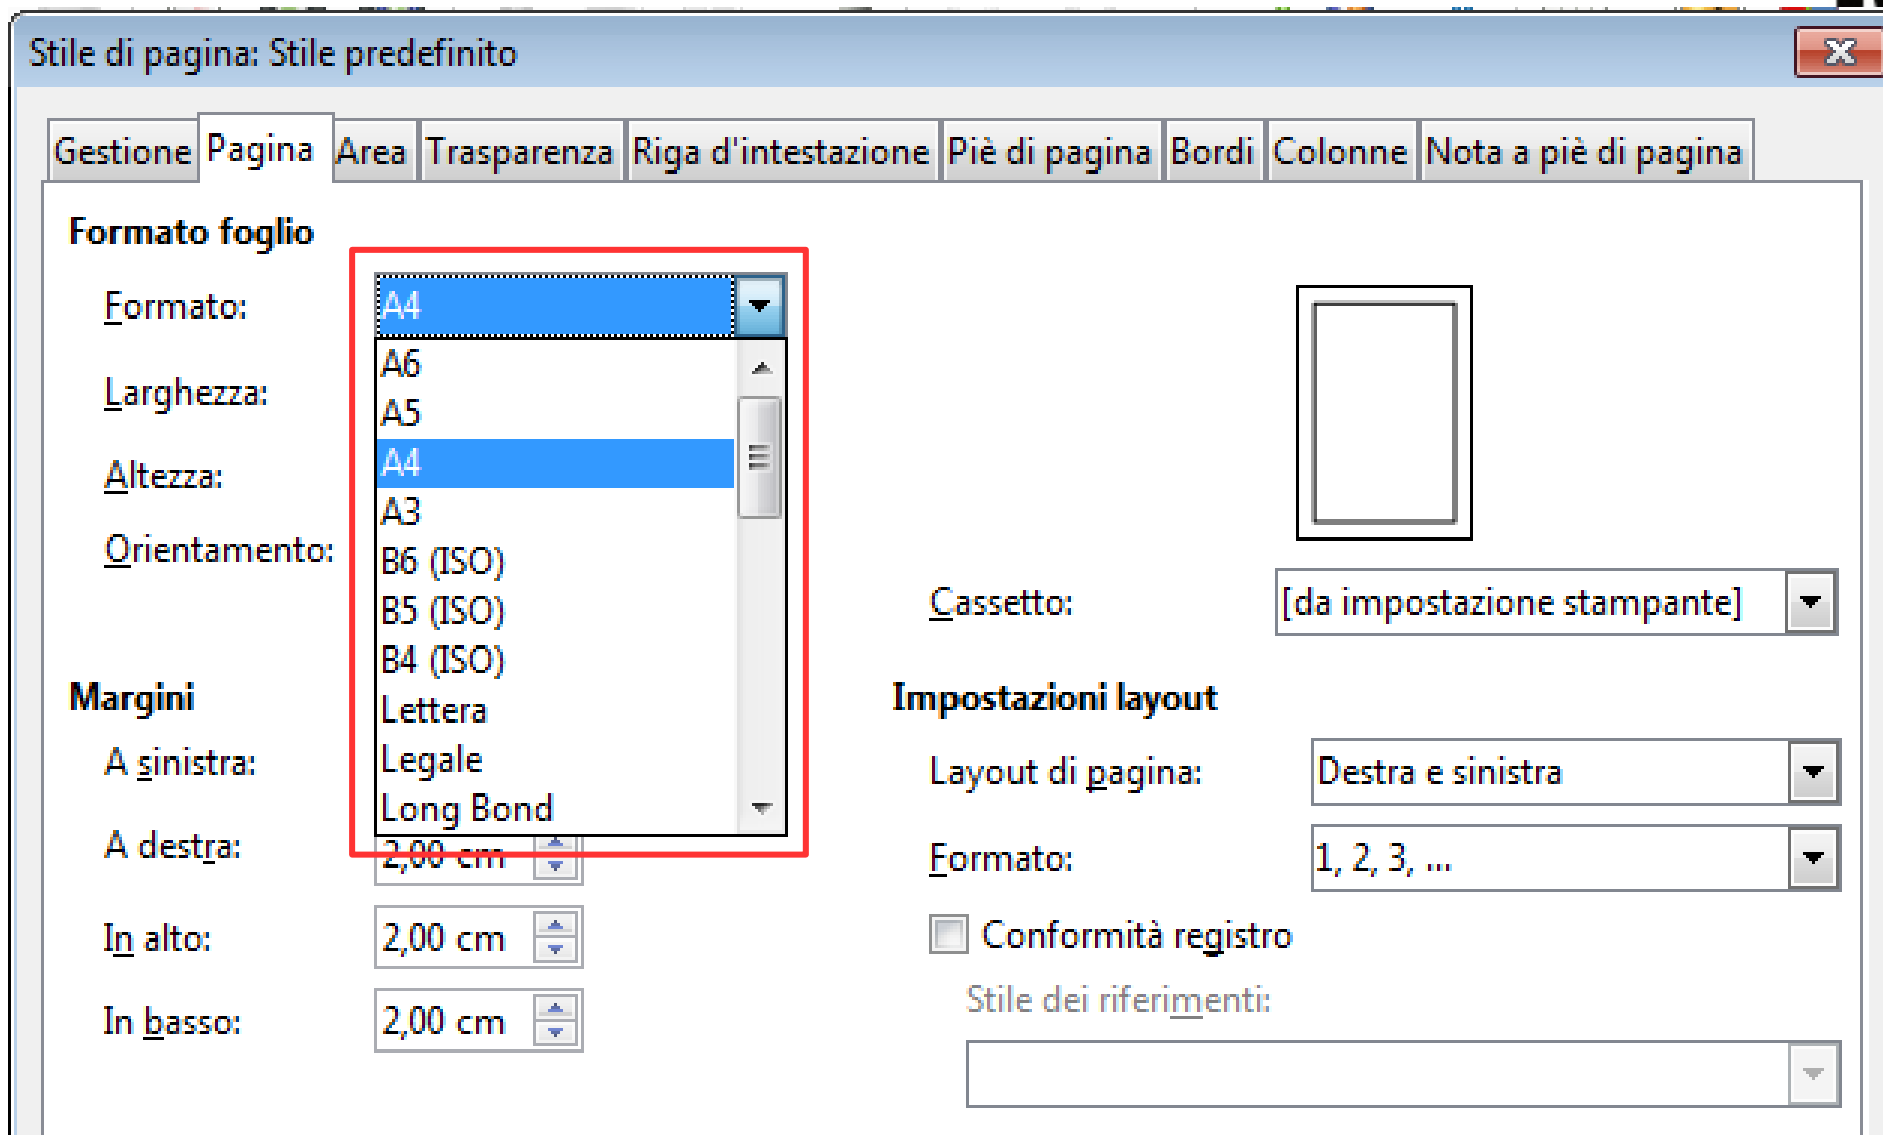 Stile di pagina: Stile predefinito
Gestione Pagina Area Trasparenza Riga d'intestazione Piè di pagina Bordi Colonne Nota a piè di pagina
Formato foglio
Formato: A4
A6
Larghezza:
A5
A4
Altezza:
A3
Orientamento:
B6 (ISO)
B5 (ISO)
Cassetto: [da impostazione stampante]
B4 (ISO)
Margini
Lettera
Impostazioni layout
A sinistra:
Legale
Layout di pagina: Destra e sinistra
Long Bond
A destra: 2,00 cm
Formato: 1, 2, 3, ...
In alto: 2,00 cm
Conformità registro
Stile dei riferimenti:
In basso: 2,00 cm